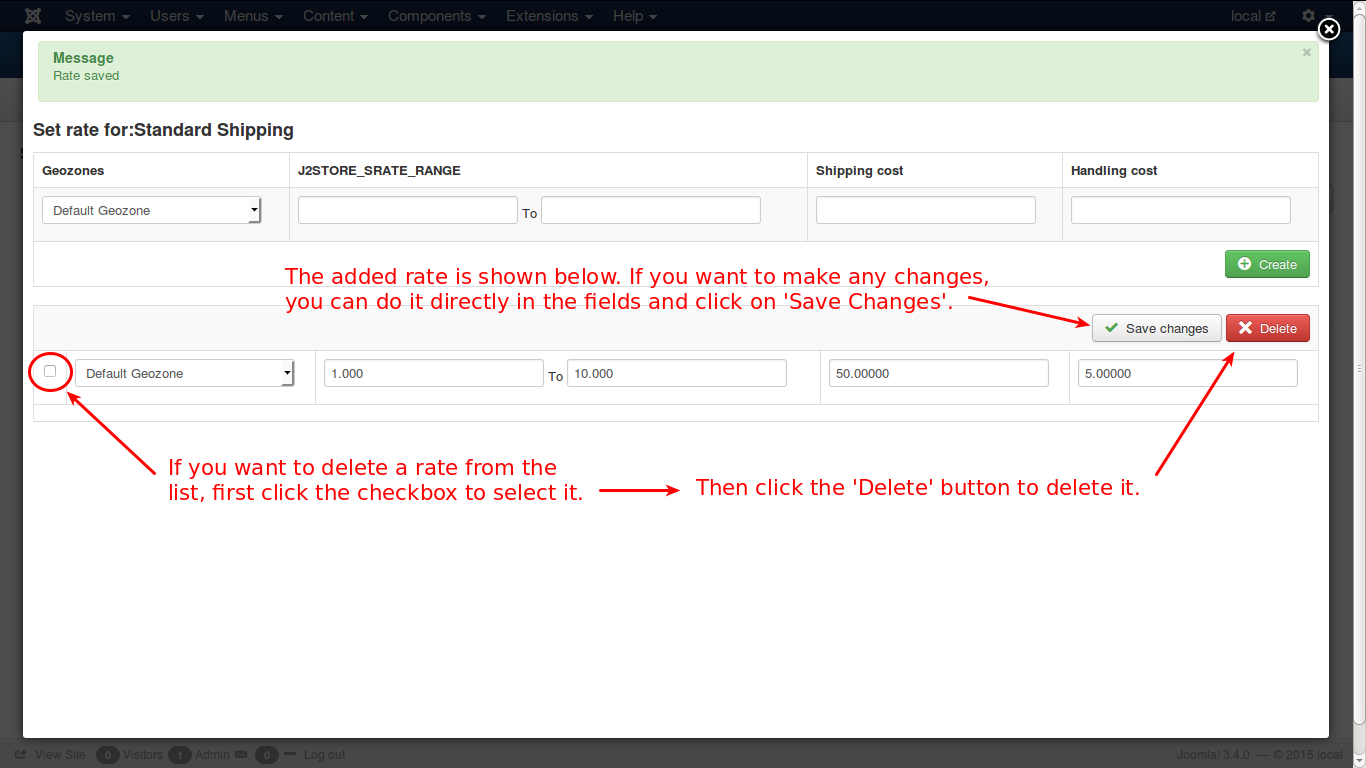 System Users Menus Content Components Extensions Help local
Message
Rate saved
×
Set rate for:Standard Shipping
Geozones J2STORE_SRATE_RANGE Shipping cost Handling cost
Default Geozone To
Create
The added rate is shown below. If you want to make any changes,
you can do it directly in the fields and click on 'Save Changes'.
Save changes Delete
Default Geozone 1.000 To 10.000 50.00000 5.00000
If you want to delete a rate from the
list, first click the checkbox to select it.
Then click the 'Delete' button to delete it.
View Site 0 Visitors 1 Admin 0 Log out Joomla! 3.4.0 — © 2015 local